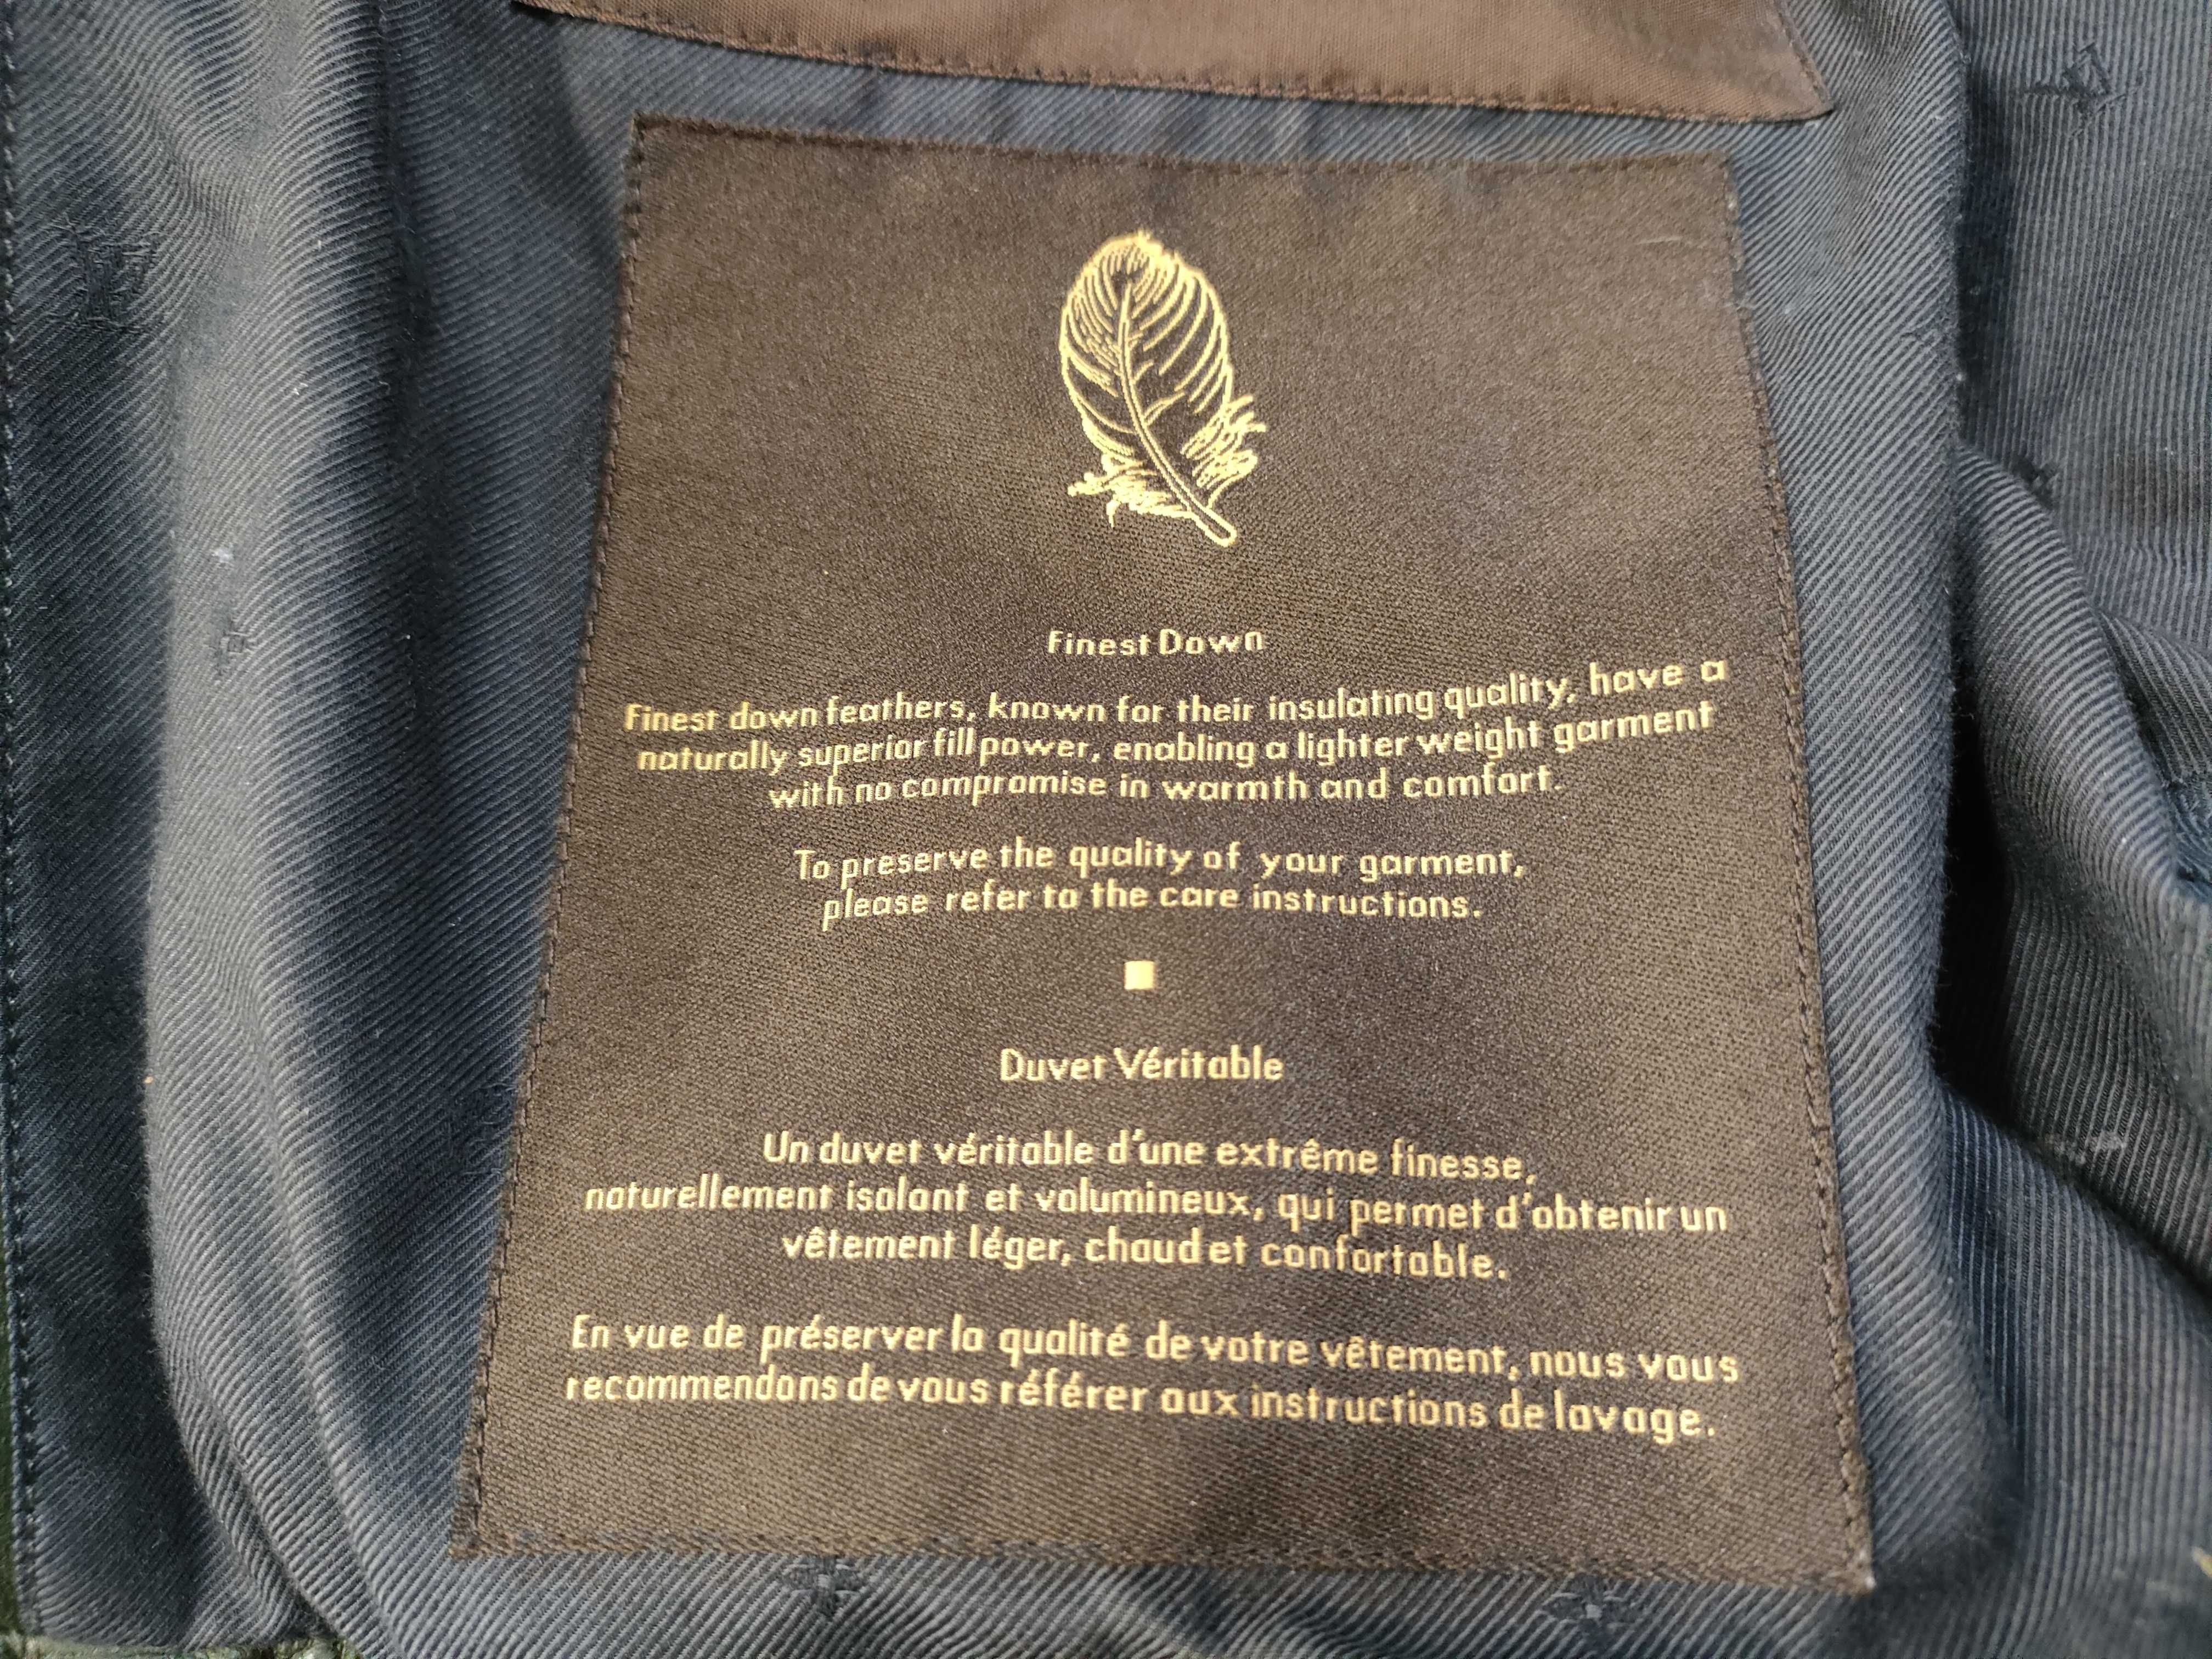 Finest Down
Finest down feathers, known for their insulating quality, have a
naturally superior fill power, enabling a lighter weight garment
with no compromise in warmth and comfort.
To preserve the quality of your garment,
please refer to the care instructions.
Duvet Véritable
Un duvet véritable d'une extrême finesse,
naturellement isolant et volumineux, qui permet d'obtenir un
vêtement léger, chaud et confortable.
En vue de préserver la qualité de votre vêtement, nous vous
recommendons de vous référer aux instructions de lavage.